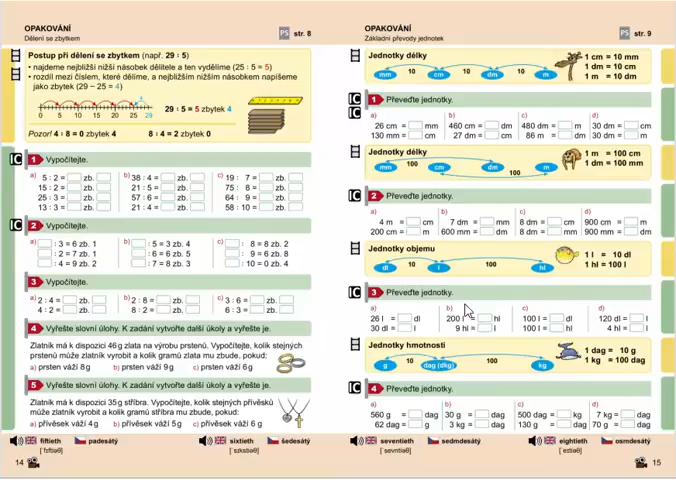 OPAKOVÁNÍ
Dělení se zbytkem
PS str. 8
Postup při dělení se zbytkem (např. 29 : 5)
• najdeme nejbližší nižší násobek dělitele a ten vydělíme (25 : 5 = 5)
• rozdíl mezi číslem, které dělíme, a nejbližším nižším násobkem napíšeme
jako zbytek (29 – 25 = 4)
4
0 5 10 15 20 25 29
29 : 5 = 5 zbytek 4
Pozor! 4 : 8 = 0 zbytek 4 8 : 4 = 2 zbytek 0
1 Vypočítejte.
a) 5 : 2 = zb. b) 38 : 4 = zb. c) 19 : 7 = zb.
15 : 2 = zb. 21 : 5 = zb. 75 : 8 = zb.
25 : 3 = zb. 57 : 6 = zb. 64 : 9 = zb.
13 : 3 = zb. 21 : 4 = zb. 58 : 10 = zb.
2 Vypočítejte.
a) : 3 = 6 zb. 1 b) : 5 = 3 zb. 4 c) : 8 = 8 zb. 2
: 2 = 7 zb. 1 : 6 = 6 zb. 5 : 9 = 6 zb. 8
: 4 = 9 zb. 2 : 7 = 8 zb. 3 : 10 = 0 zb. 4
3 Vypočítejte.
a) 2 : 4 = zb. b) 2 : 8 = zb. c) 3 : 6 = zb.
4 : 2 = zb. 8 : 2 = zb. 6 : 3 = zb.
4 Vyřešte slovní úlohy. K zadání vytvořte další úkoly a vyřešte je.
Zlatník má k dispozici 46 g zlata na výrobu prstenů. Vypočítejte, kolik stejných
prstenů může zlatník vyrobit a kolik gramů zlata mu zbude, pokud:
a) prsten váží 8 g b) prsten váží 9 g c) prsten váží 6 g
5 Vyřešte slovní úlohy. K zadání vytvořte další úkoly a vyřešte je.
Zlatník má k dispozici 35 g stříbra. Vypočítejte, kolik stejných přívěsků
může zlatník vyrobit a kolik gramů stříbra mu zbude, pokud:
a) přívěsek váží 4 g b) přívěsek váží 5 g c) přívěsek váží 6 g
fiftieth padesátý sixtieth šedesátý
14
OPAKOVÁNÍ
Základní převody jednotek
PS str. 9
Jednotky délky
mm 10 cm 10 dm 10 m
1 cm = 10 mm
1 dm = 10 cm
1 m = 10 dm
1 Převeďte jednotky.
a) b) c) d)
26 cm = mm 460 cm = dm 480 dm = m 30 dm = cm
130 mm = cm 27 dm = cm 86 m = dm 30 dm = m
Jednotky délky
mm 100 cm dm m
100
1 m = 100 cm
1 dm = 100 mm
2 Převeďte jednotky.
a) b) c) d)
4 m = cm 7 dm = mm 8 dm = cm 900 cm = m
200 cm = m 600 mm = dm 8 dm = mm 900 mm = dm
Jednotky objemu
dl 10 l 100 hl
1 l = 10 dl
1 hl = 100 l
3 Převeďte jednotky.
a) b) c) d)
26 l = dl 200 l hl 100 l = dl 120 dl = l
30 dl = l 9 hl = l 100 l = hl 4 hl = l
Jednotky hmotnosti
g 10 dag (dkg) 100 kg
1 dag = 10 g
1 kg = 100 dag
4 Převeďte jednotky.
a) b) c) d)
560 g = dag 30 g = dag 500 dag = kg 7 kg = dag
62 dag = g 3 kg = dag 130 g = dag 70 g = dag
seventieth sedmdesátý eightieth osmdesátý
15